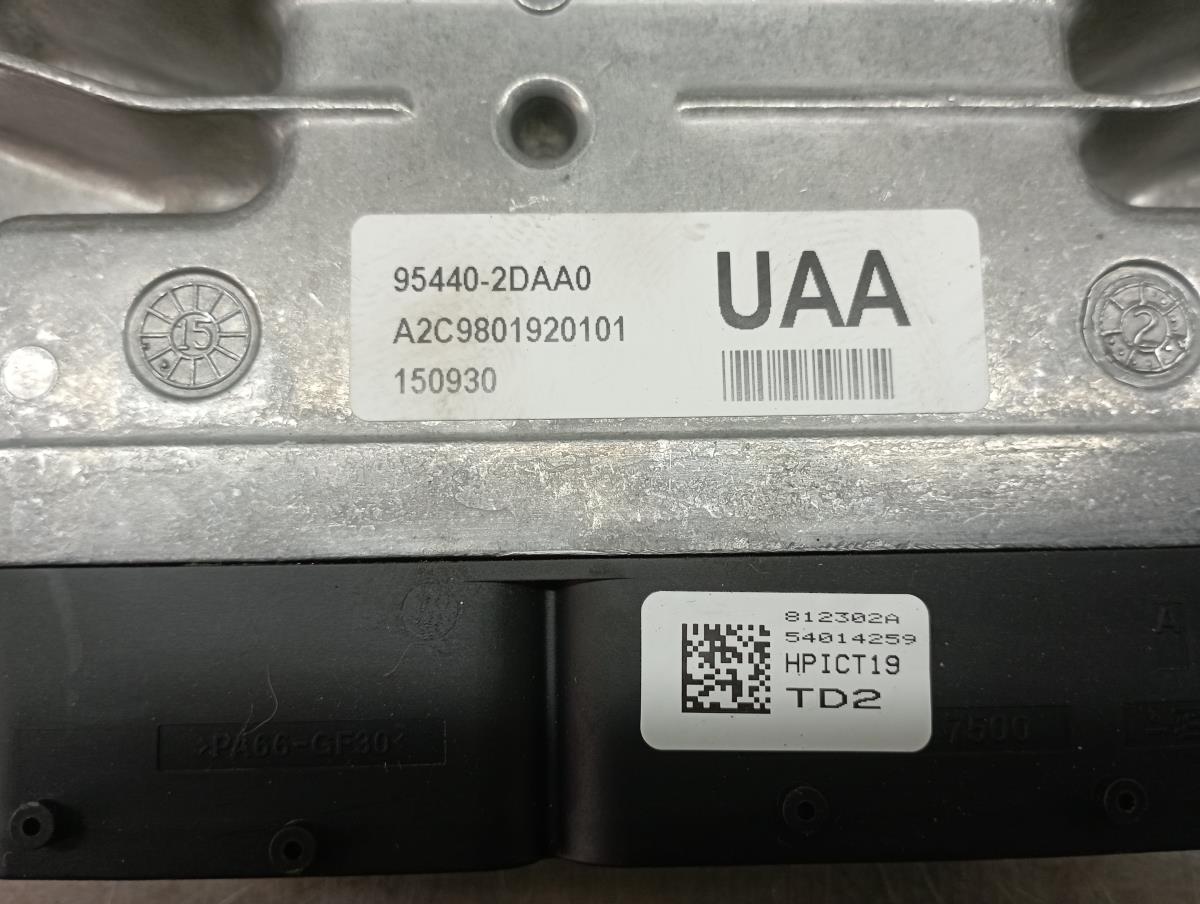 95440-2DAA0
UAA
A2C9801920101
150930
15
2
812302A
54014259
HPICT19
TD2
>PA66-GF30<
7500
A